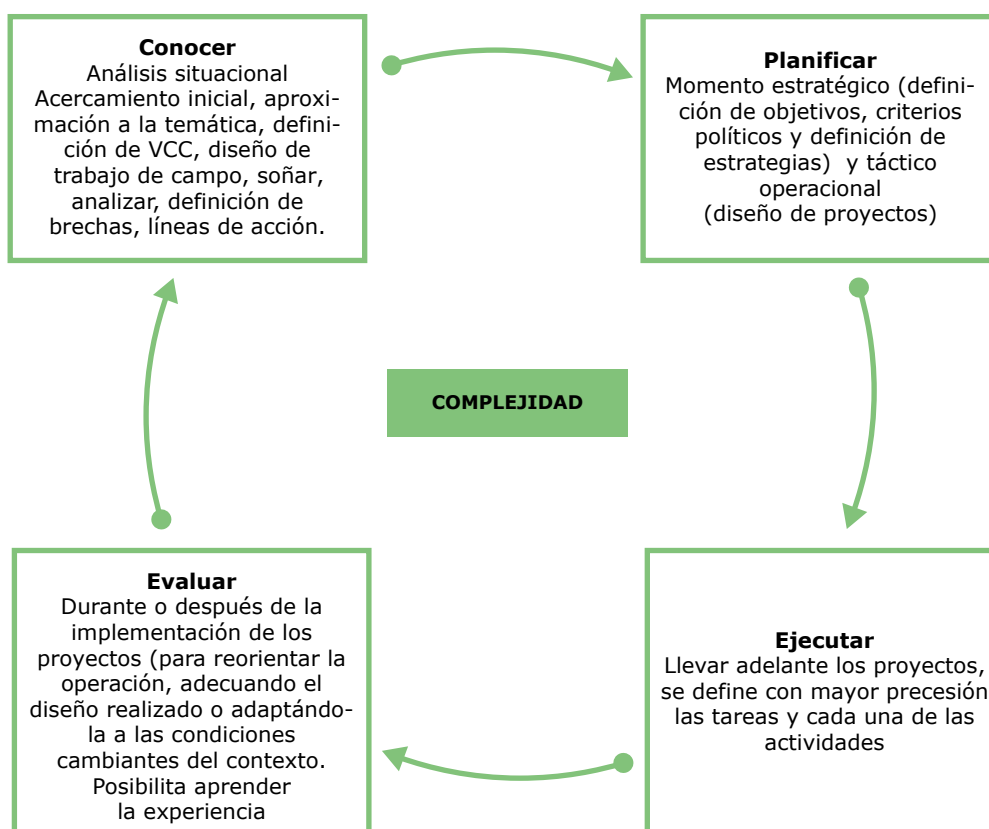 Conocer
Análisis situacional
Acercamiento inicial, aproxi-
mación a la temática, defini-
ción de VCC, diseño de
trabajo de campo, soñar,
analizar, definición de
brechas, líneas de acción.
Planificar
Momento estratégico (defini-
ción de objetivos, criterios
políticos y definición de
estrategias) y táctico
operacional
(diseño de proyectos)
COMPLEJIDAD
Evaluar
Durante o después de la
implementación de los
proyectos (para reorientar la
operación, adecuando el
diseño realizado o adaptándo-
la a las condiciones
cambiantes del contexto.
Posibilita aprender
la experiencia
Ejecutar
Llevar adelante los proyectos,
se define con mayor precesión
las tareas y cada una de las
actividades